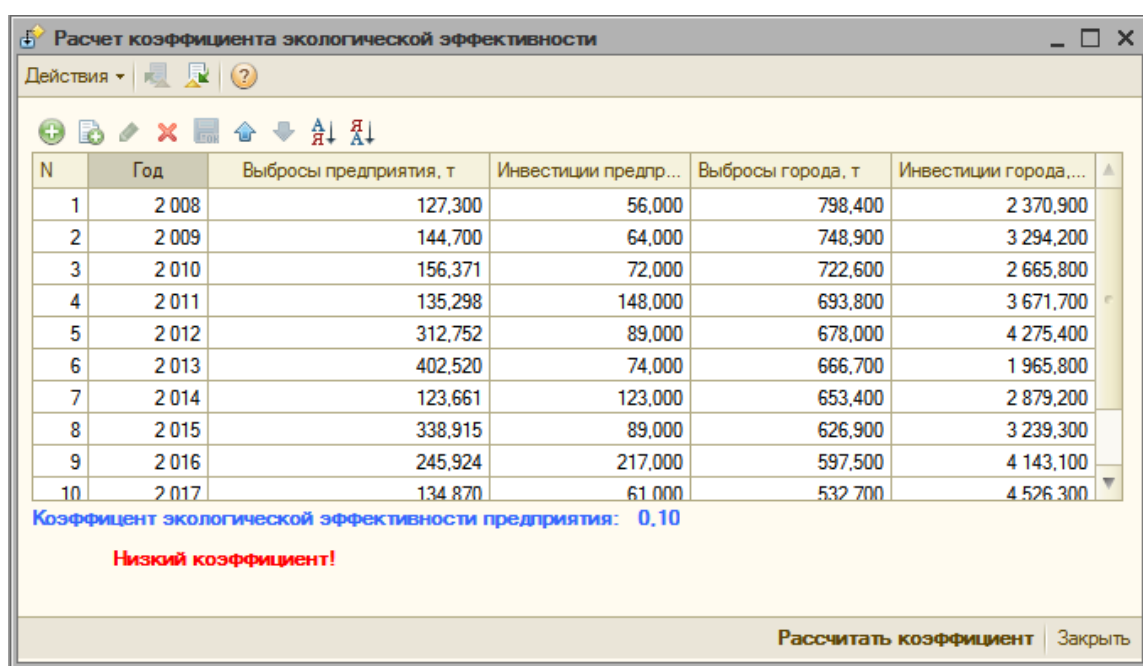 Расчет коэффициента экологической эффективности
Действия
N Год Выбросы предприятия, т Инвестиции предпр... Выбросы города, т Инвестиции города,...
1 2 008 127,300 56,000 798,400 2 370,900
2 2 009 144,700 64,000 748,900 3 294,200
3 2 010 156,371 72,000 722,600 2 665,800
4 2 011 135,298 148,000 693,800 3 671,700
5 2 012 312,752 89,000 678,000 4 275,400
6 2 013 402,520 74,000 666,700 1 965,800
7 2 014 123,661 123,000 653,400 2 879,200
8 2 015 338,915 89,000 626,900 3 239,300
9 2 016 245,924 217,000 597,500 4 143,100
10 2 017 134,870 61,000 532,700 4 526,300
Коэффицент экологической эффективности предприятия: 0,10
Низкий коэффициент!
Рассчитать коэффициент Закрыть